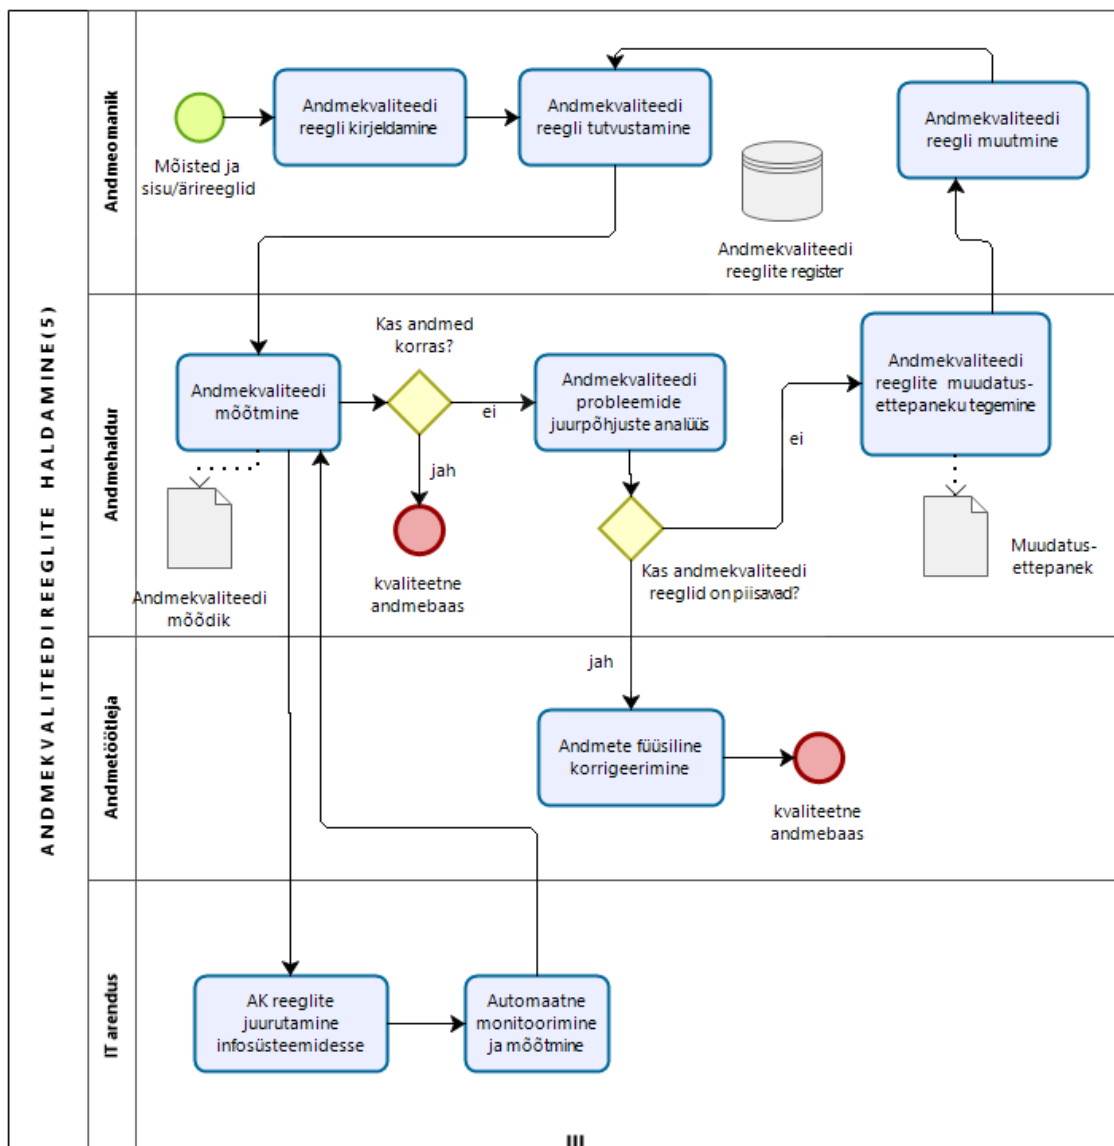 ANDMEKVALITEEDI REEGLITE HALDAMINE(5)
Andmeomanik
Andmekvaliteedi
reegli kirjeldamine
Andmekvaliteedi
reegli tutvustamine
Andmekvaliteedi
reegli muutmine
Mõisted ja
sisu/ärireeglid
Andmekvaliteedi
reeglite register
Andmehaldur
Kas andmed
korras?
Andmekvaliteedi
mõõtmine
ei
Andmekvaliteedi
probleemide
juurpõhjuste analüüs
Andmekvaliteedi
reeglite muudatus-
ettepaneku tegemine
jah
ei
kvaliteetne
andmebaas
Andmekvaliteedi
mõõdik
Kas andmekvaliteedi
reeglid on piisavad?
Muudatus-
ettepanek
Andmetöötleja
jah
Andmete füüsiline
korrigeerimine
kvaliteetne
andmebaas
IT arendus
AK reeglite
juurutamine
infosüsteemidesse
Automaatne
monitoorimine
ja mõõtmine